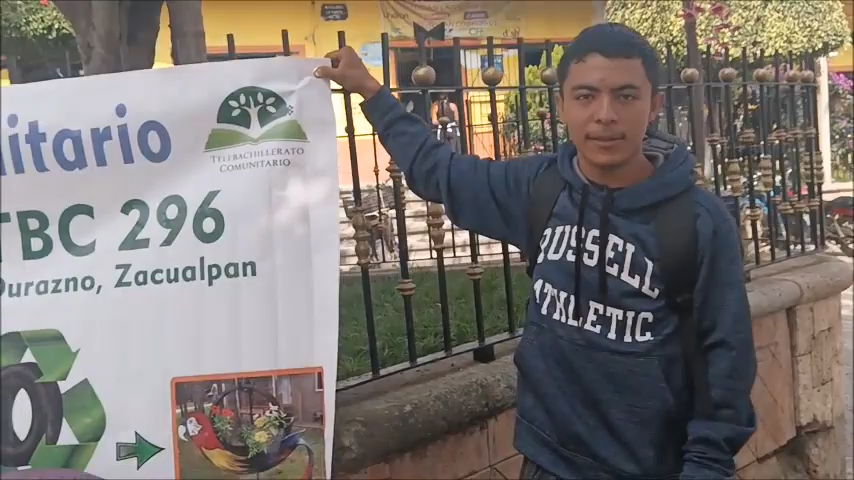 itario
TELEBACHILLERATO
COMUNITARIO
TBC 296
Durazno, Zacualpan
RUSSELL
ATHLETIC